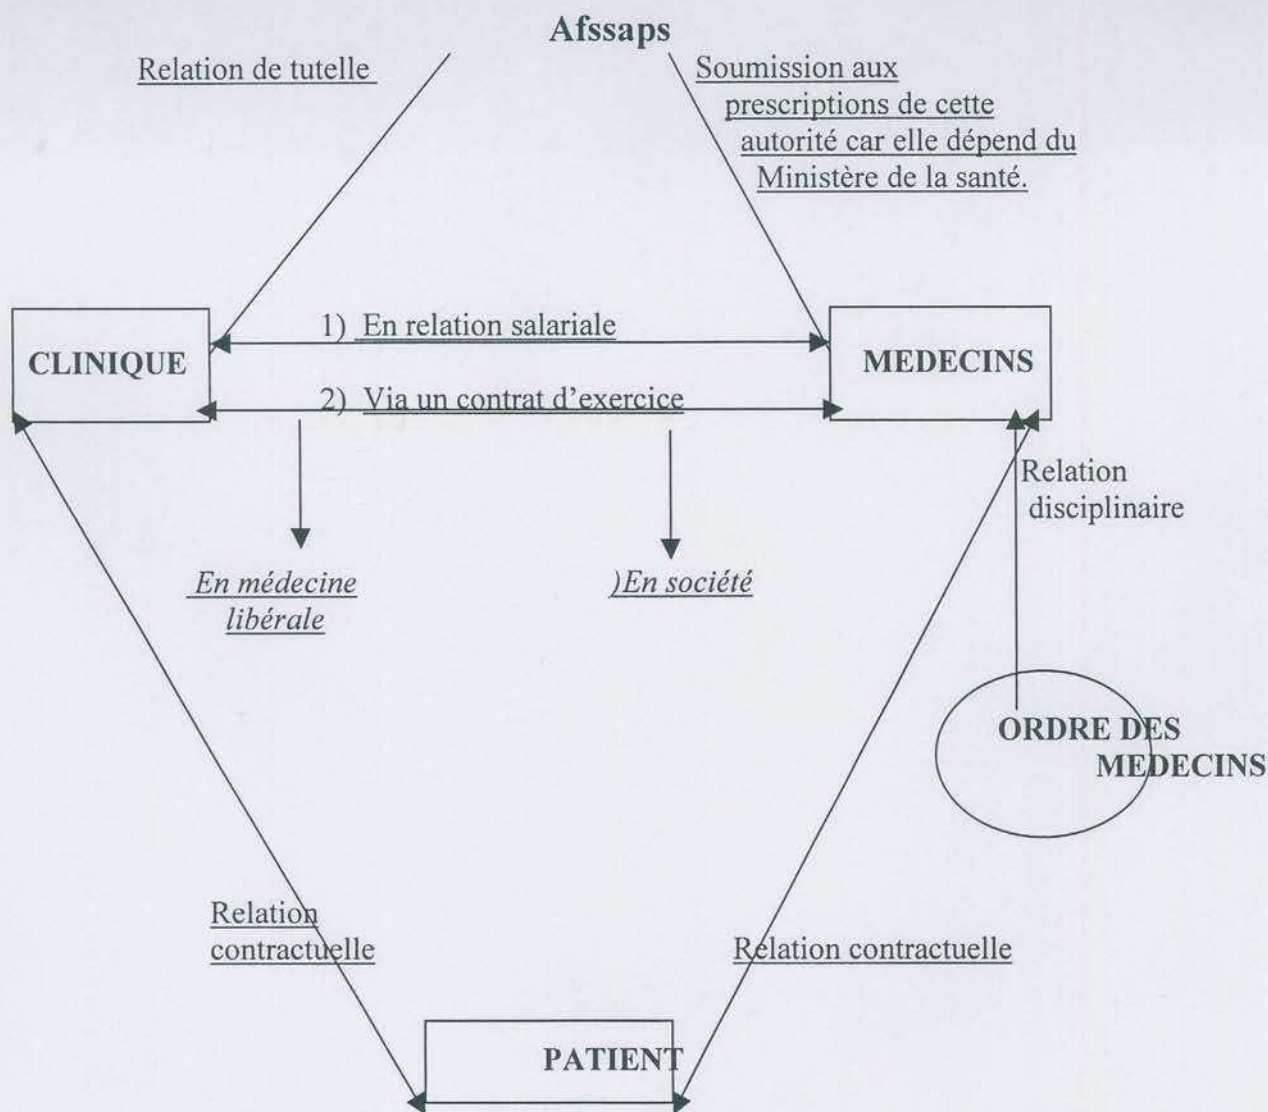 Afssaps
Relation de tutelle
Soumission aux
prescriptions de cette
autorité car elle dépend du
Ministère de la santé.
1) En relation salariale
CLINIQUE
MEDECINS
2) Via un contrat d'exercice
Relation
disciplinaire
En médecine
libérale
)En société
ORDRE DES
MEDECINS
Relation
contractuelle
Relation contractuelle
PATIENT